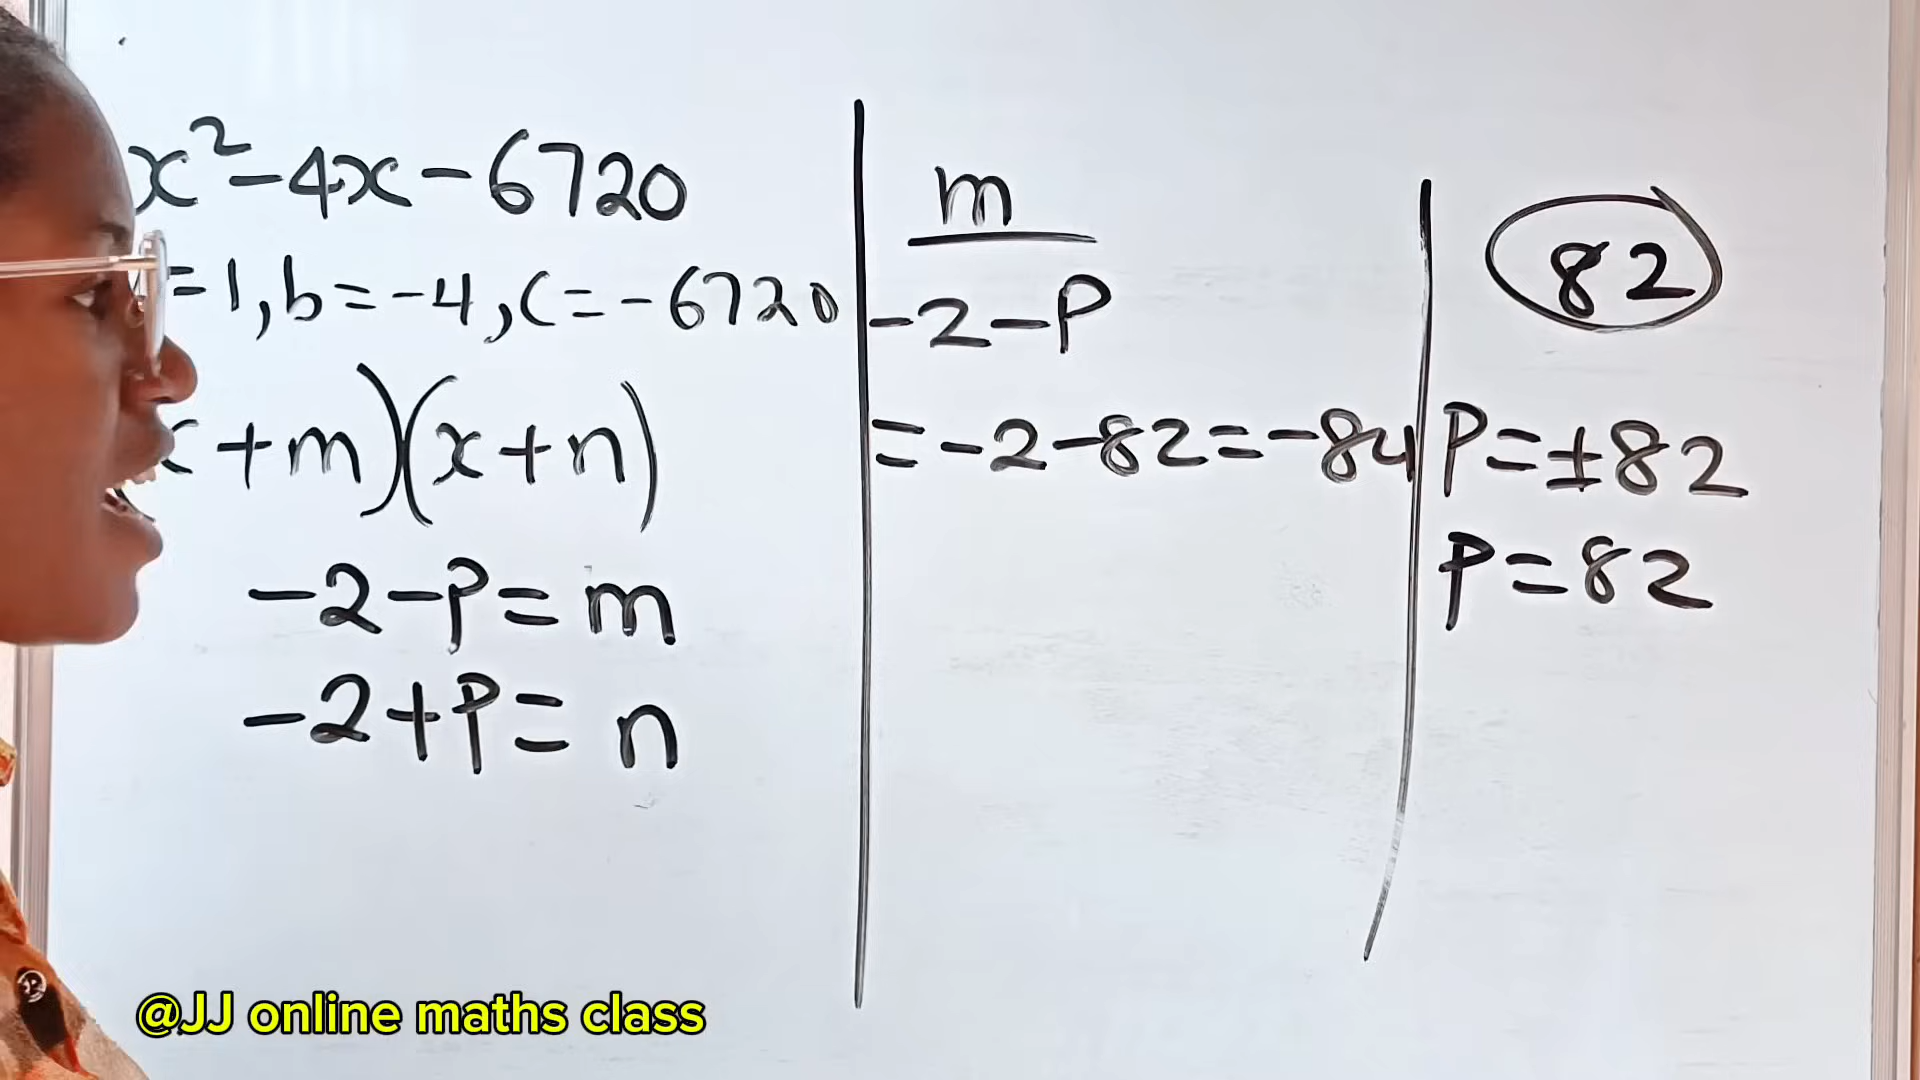 x² - 4x - 6720
= 1, b = -4, c = -6720
x + m)(x + n)
-2 - P = m
-2 + P = n
m
-2 - P
= -2 - 82 = -84
82
P = ±82
P = 82
@JJ online maths class